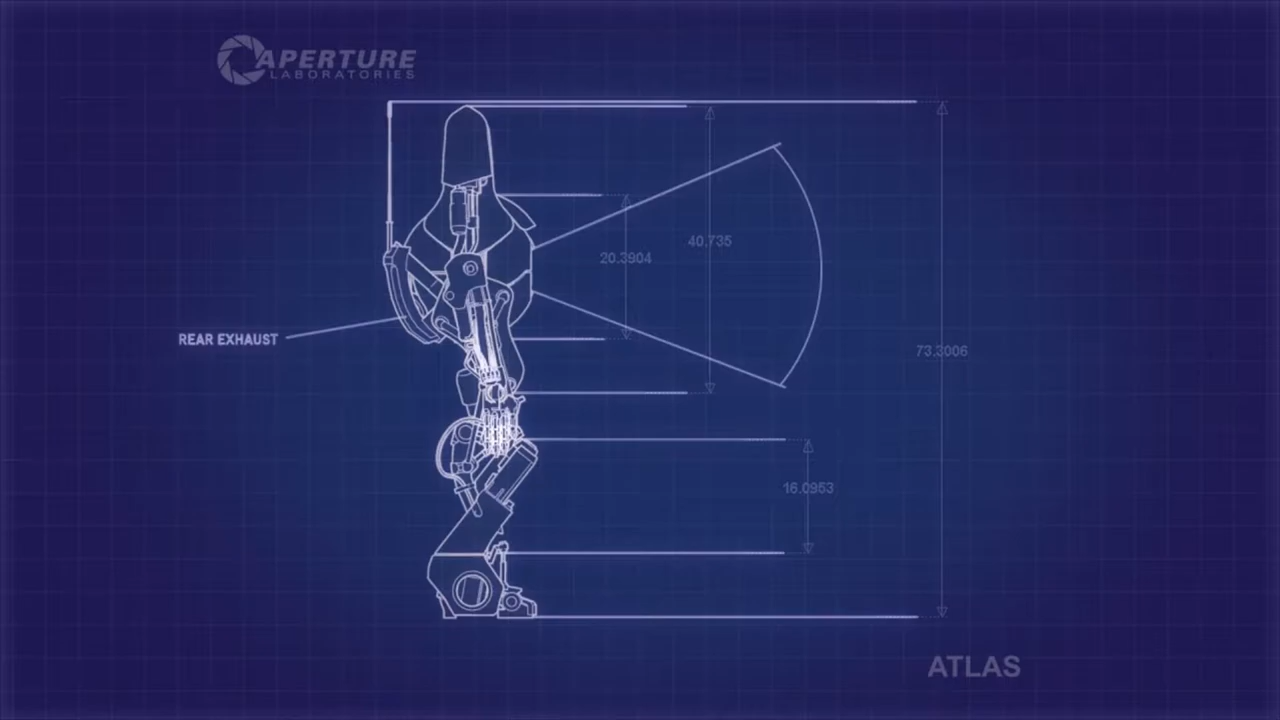 APERTURE
LABORATORIES
20.3904
40.735
REAR EXHAUST
73.3006
16.0953
ATLAS